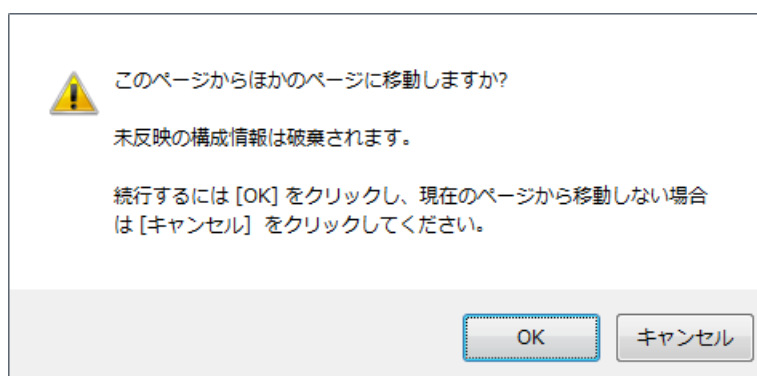 このページからほかのページに移動しますか?
未反映の構成情報は破棄されます。
続行するには [OK] をクリックし、現在のページから移動しない場合
は [キャンセル] をクリックしてください。
OK
キャンセル